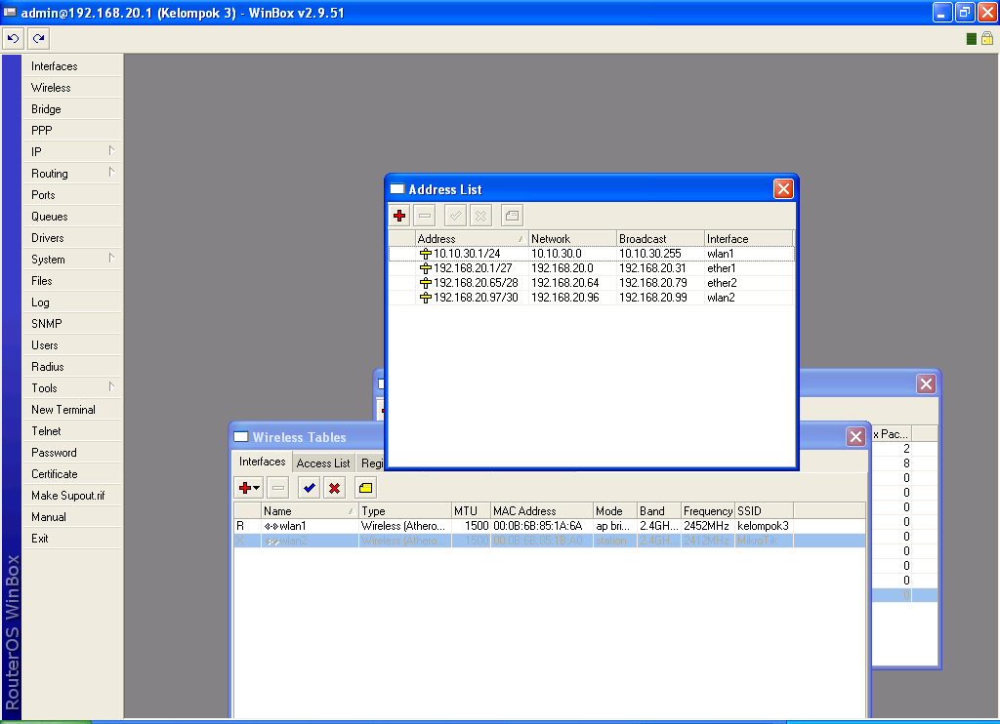 admin@192.168.20.1 (Kelompok 3) - WinBox v2.9.51
Interfaces
Wireless
Bridge
PPP
IP
Routing
Ports
Queues
Drivers
System
Files
Log
SNMP
Users
Radius
Tools
New Terminal
Telnet
Password
Certificate
Make Supout.rif
Manual
Exit
RouterOS WinBox
Address List
Address Network Broadcast Interface
10.10.30.1/24 10.10.30.0 10.10.30.255 wlan1
192.168.20.1/27 192.168.20.0 192.168.20.31 ether1
192.168.20.65/28 192.168.20.64 192.168.20.79 ether2
192.168.20.97/30 192.168.20.96 192.168.20.99 wlan2
x Pac...
2
8
0
0
0
0
0
0
0
0
0
Wireless Tables
Interfaces Access List Regi
Name Type MTU MAC Address Mode Band Frequency SSID
R wlan1 Wireless (Athero... 1500 00:0B:6B:85:1A:6A ap bri... 2.4GH... 2452MHz kelompok3
X wlan2 Wireless (Athero... 1500 00:0B:6B:85:1B:A0 station 2.4GH... 2412MHz MikroTik